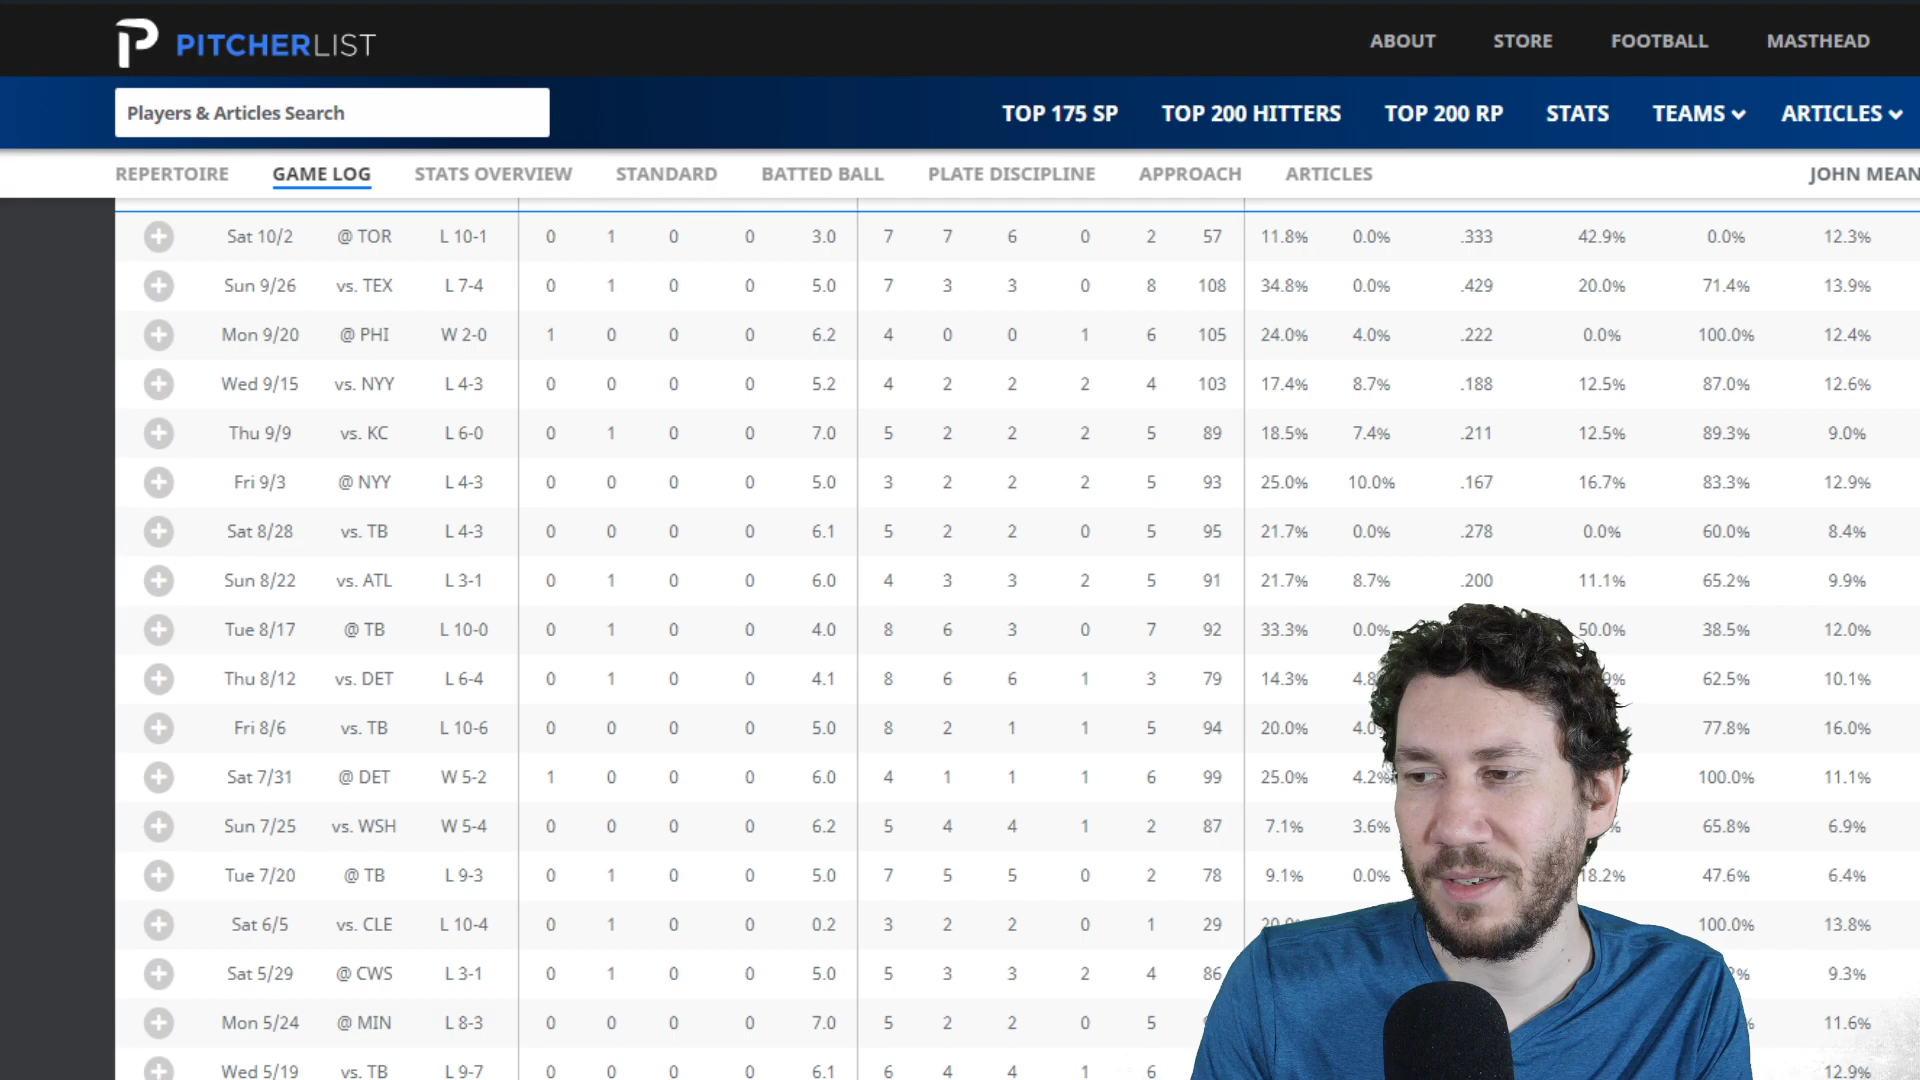 PITCHERLIST
ABOUT STORE FOOTBALL MASTHEAD
Players & Articles Search
TOP 175 SP TOP 200 HITTERS TOP 200 RP STATS TEAMS ARTICLES
REPERTOIRE GAME LOG STATS OVERVIEW STANDARD BATTED BALL PLATE DISCIPLINE APPROACH ARTICLES JOHN MEAN
Sat 10/2 @ TOR L 10-1 0 1 0 0 3.0 7 7 6 0 2 57 11.8% 0.0% .333 42.9% 0.0% 12.3%
Sun 9/26 vs. TEX L 7-4 0 1 0 0 5.0 7 3 3 0 8 108 34.8% 0.0% .429 20.0% 71.4% 13.9%
Mon 9/20 @ PHI W 2-0 1 0 0 0 6.2 4 0 0 1 6 105 24.0% 4.0% .222 0.0% 100.0% 12.4%
Wed 9/15 vs. NYY L 4-3 0 0 0 0 5.2 4 2 2 2 4 103 17.4% 8.7% .188 12.5% 87.0% 12.6%
Thu 9/9 vs. KC L 6-0 0 1 0 0 7.0 5 2 2 2 5 89 18.5% 7.4% .211 12.5% 89.3% 9.0%
Fri 9/3 @ NYY L 4-3 0 0 0 0 5.0 3 2 2 2 5 93 25.0% 10.0% .167 16.7% 83.3% 12.9%
Sat 8/28 vs. TB L 4-3 0 0 0 0 6.1 5 2 2 0 5 95 21.7% 0.0% .278 0.0% 60.0% 8.4%
Sun 8/22 vs. ATL L 3-1 0 1 0 0 6.0 4 3 3 2 5 91 21.7% 8.7% .200 11.1% 65.2% 9.9%
Tue 8/17 @ TB L 10-0 0 1 0 0 4.0 8 6 3 0 7 92 33.3% 0.0% 50.0% 38.5% 12.0%
Thu 8/12 vs. DET L 6-4 0 1 0 0 4.1 8 6 6 1 3 79 14.3% 4.8 9% 62.5% 10.1%
Fri 8/6 vs. TB L 10-6 0 0 0 0 5.0 8 2 1 1 5 94 20.0% 4.0 77.8% 16.0%
Sat 7/31 @ DET W 5-2 1 0 0 0 6.0 4 1 1 1 6 99 25.0% 4.2% 100.0% 11.1%
Sun 7/25 vs. WSH W 5-4 0 0 0 0 6.2 5 4 4 1 2 87 7.1% 3.6% % 65.8% 6.9%
Tue 7/20 @ TB L 9-3 0 1 0 0 5.0 7 5 5 0 2 78 9.1% 0.0% 18.2% 47.6% 6.4%
Sat 6/5 vs. CLE L 10-4 0 1 0 0 0.2 3 2 2 0 1 29 100.0% 13.8%
Sat 5/29 @ CWS L 3-1 0 1 0 0 5.0 5 3 3 2 4 86 % 9.3%
Mon 5/24 @ MIN L 8-3 0 0 0 0 7.0 5 2 2 0 5 % 11.6%
Wed 5/19 vs. TB L 9-7 0 0 0 0 6.1 6 4 4 1 6 12.9%